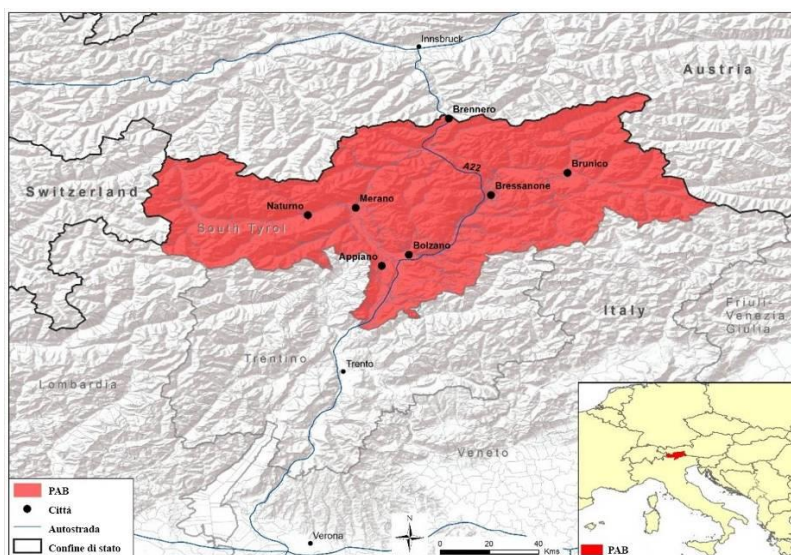 Innsbruck
Austria
Brennero
A22
Brunico
Switzerland
Bressanone
Merano
Naturno
South Tyrol
Bolzano
Appiano
Italy
Friuli-
Venezia
Giulia
Trentino
Trento
Lombardia
Veneto
Verona
PAB
Cittá
Autostrada
Confine di stato
N
0 20 40
Kms
PAB